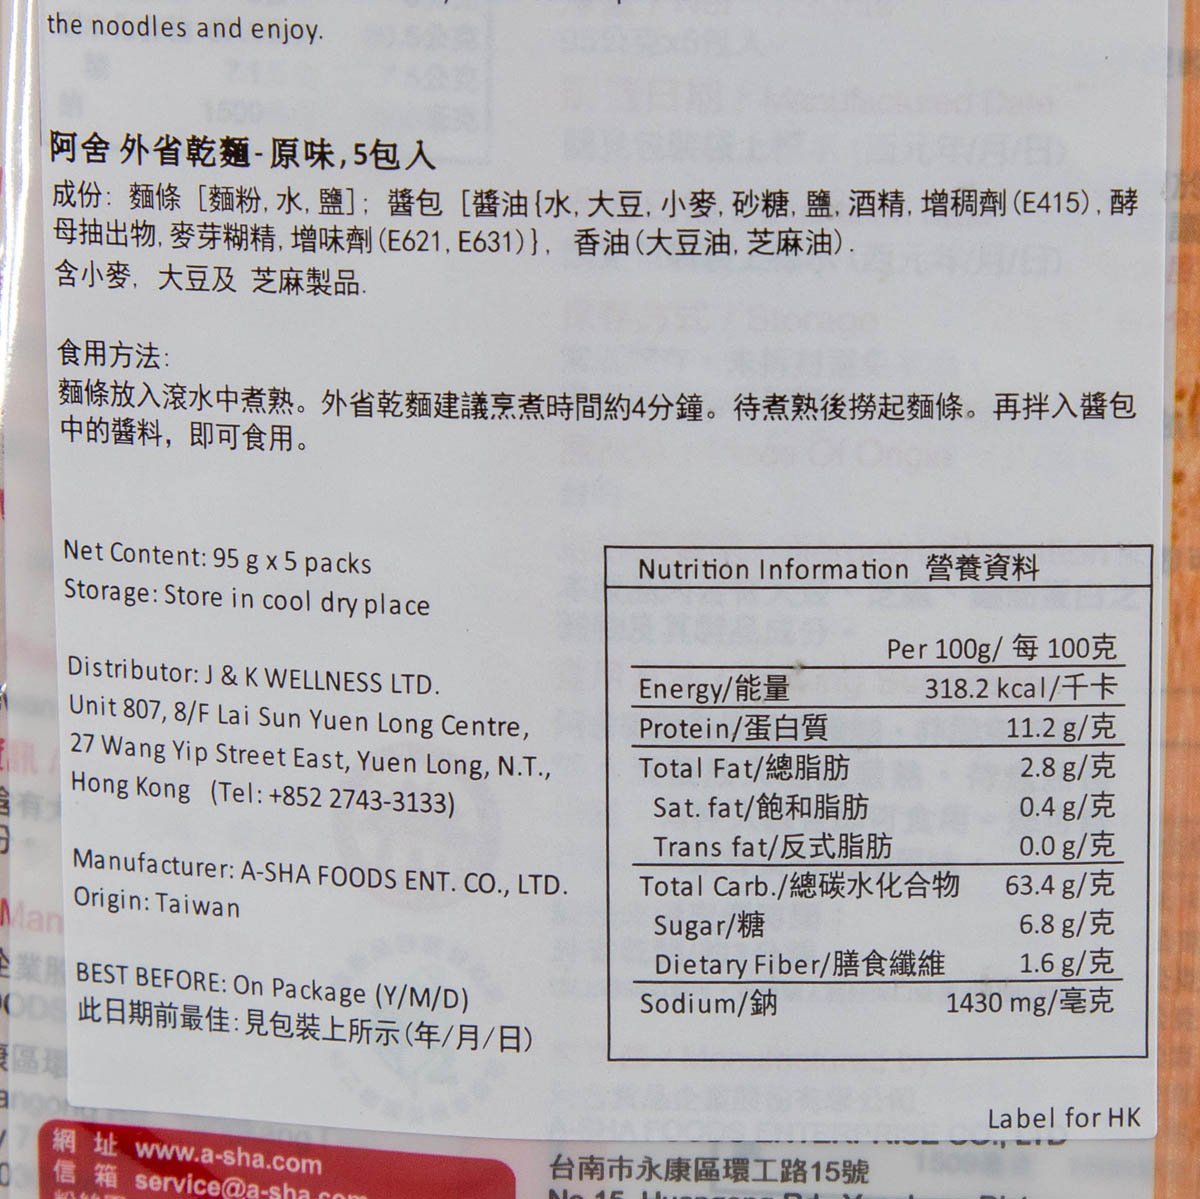 the noodles and enjoy.
阿舍 外省乾麵-原味,5包入
成份: 麵條 [麵粉, 水, 鹽]; 醬包 [醬油{水, 大豆, 小麥, 砂糖, 鹽, 酒精, 增稠劑(E415), 酵
母抽出物, 麥芽糊精, 增味劑(E621, E631)}, 香油(大豆油, 芝麻油).
含小麥, 大豆及 芝麻製品.
食用方法:
麵條放入滾水中煮熟。外省乾麵建議烹煮時間約4分鐘。待煮熟後撈起麵條。再拌入醬包
中的醬料, 即可食用。
Net Content: 95 g x 5 packs
Storage: Store in cool dry place
Distributor: J & K WELLNESS LTD.
Unit 807, 8/F Lai Sun Yuen Long Centre,
27 Wang Yip Street East, Yuen Long, N.T.,
Hong Kong (Tel: +852 2743-3133)
Manufacturer: A-SHA FOODS ENT. CO., LTD.
Origin: Taiwan
BEST BEFORE: On Package (Y/M/D)
此日期前最佳: 見包裝上所示(年/月/日)
Nutrition Information 營養資料
Per 100g/ 每 100克
Energy/能量 318.2 kcal/千卡
Protein/蛋白質 11.2 g/克
Total Fat/總脂肪 2.8 g/克
Sat. fat/飽和脂肪 0.4 g/克
Trans fat/反式脂肪 0.0 g/克
Total Carb./總碳水化合物 63.4 g/克
Sugar/糖 6.8 g/克
Dietary Fiber/膳食纖維 1.6 g/克
Sodium/鈉 1430 mg/毫克
Label for HK
網 址 www.a-sha.com
信 箱 service@a-sha.com
台南市永康區環工路15號